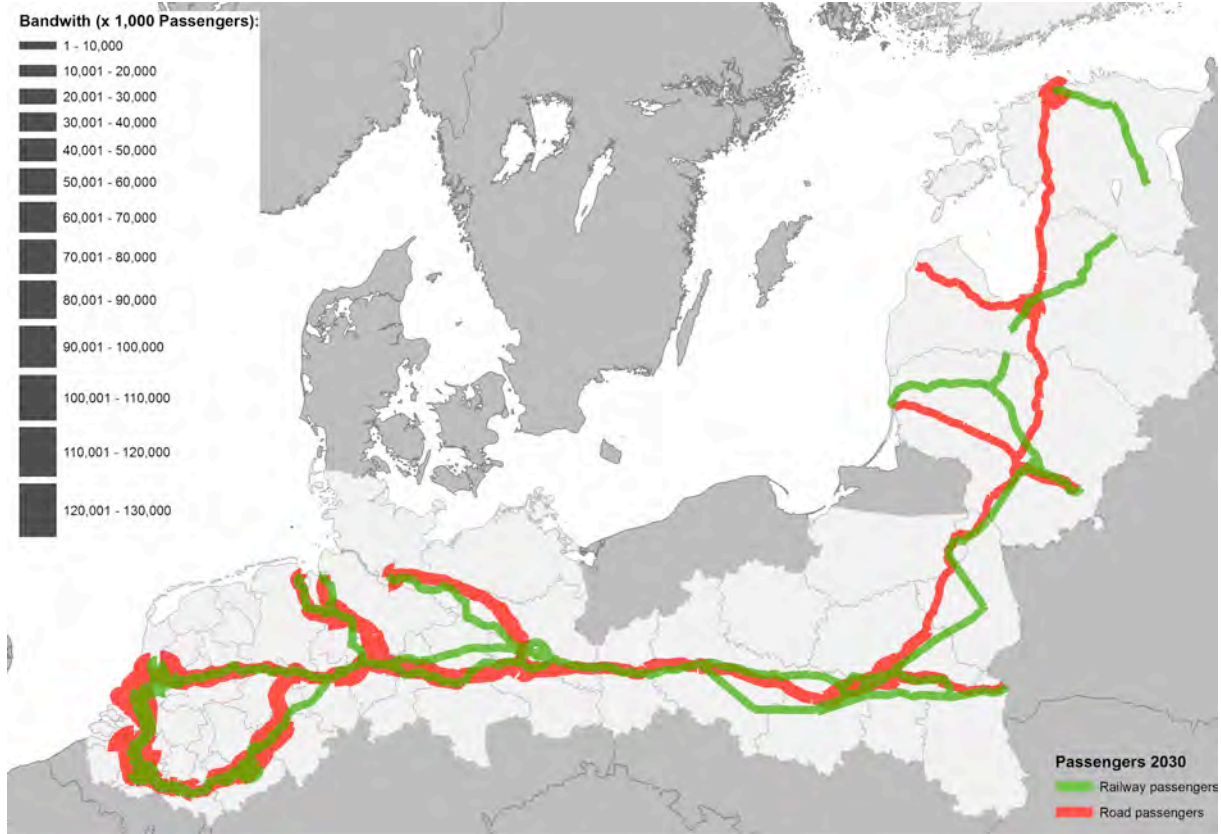 Bandwith (x 1,000 Passengers):
1 - 10,000
10,001 - 20,000
20,001 - 30,000
30,001 - 40,000
40,001 - 50,000
50,001 - 60,000
60,001 - 70,000
70,001 - 80,000
80,001 - 90,000
90,001 - 100,000
100,001 - 110,000
110,001 - 120,000
120,001 - 130,000
Passengers 2030
Railway passengers
Road passengers